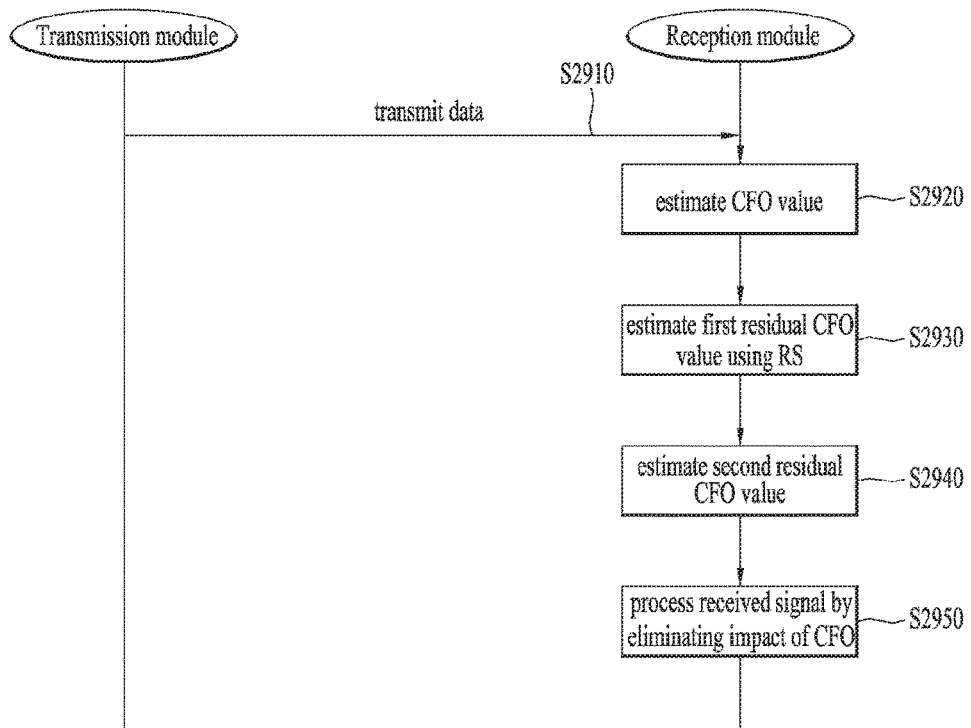 Transmission module
Reception module
S2910
transmit data
estimate CFO value
S2920
estimate first residual CFO
value using RS
S2930
estimate second residual
CFO value
S2940
process received signal by
eliminating impact of CFO
S2950